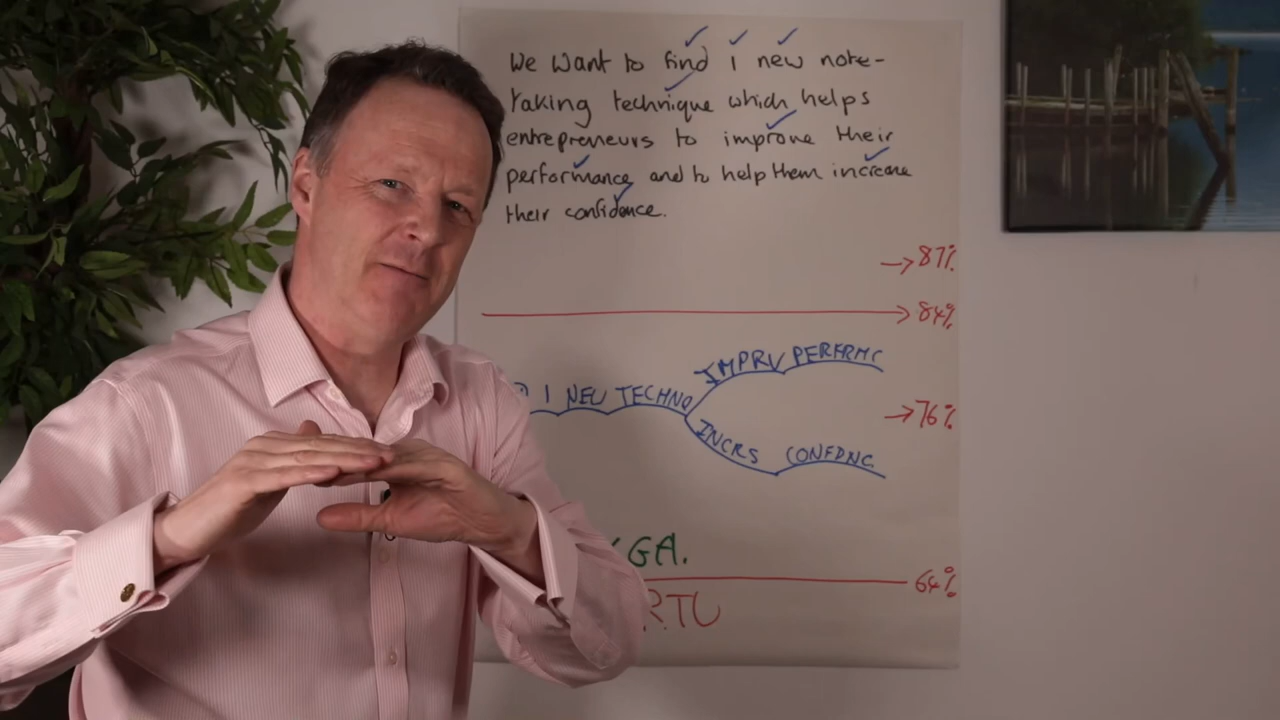 We want to find 1 new note-
taking technique which helps
entrepreneurs to improve their
performance and to help them increase
their confidence.
→87%
→84%
IMPRV PERFRMC
1 NEW TECHNQ
→76%
INCRS CONFDNC
GA.
64%
RTU